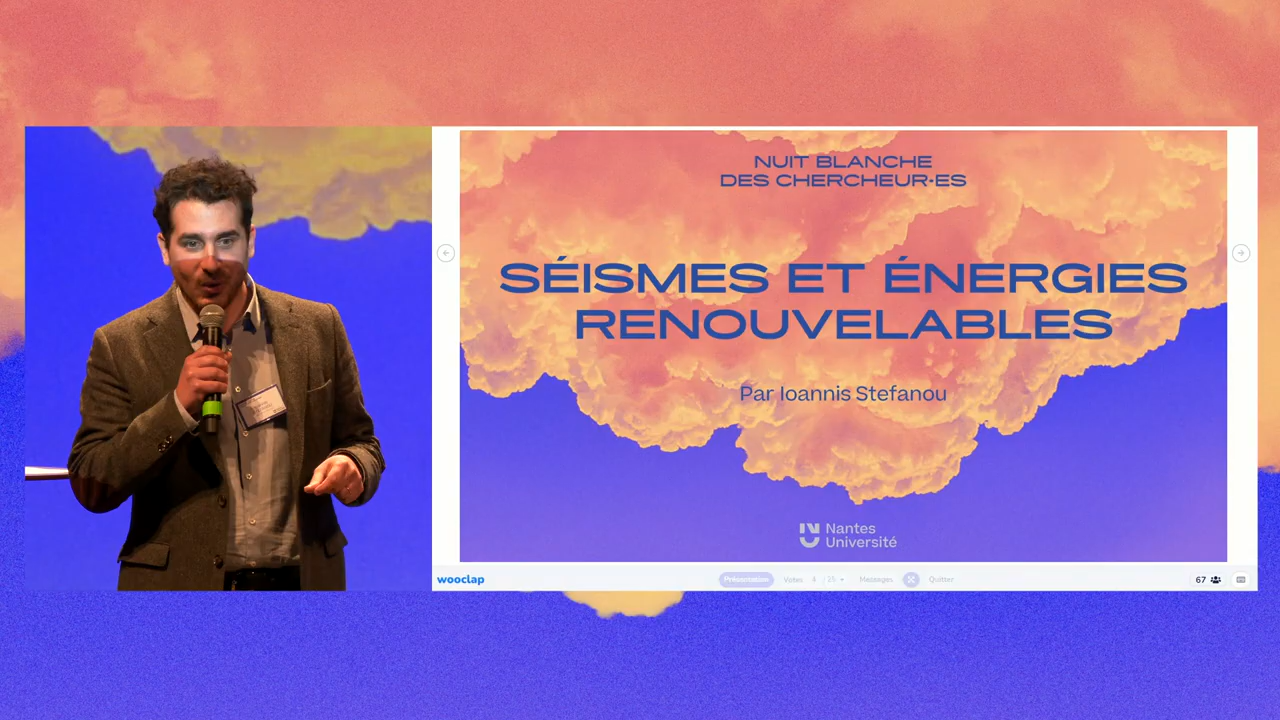 NUIT BLANCHE
DES CHERCHEUR·ES
SÉISMES ET ÉNERGIES
RENOUVELABLES
Par Ioannis Stefanou
Nantes
Université
wooclap
Présentation
Votes
Messages
Quitter
67